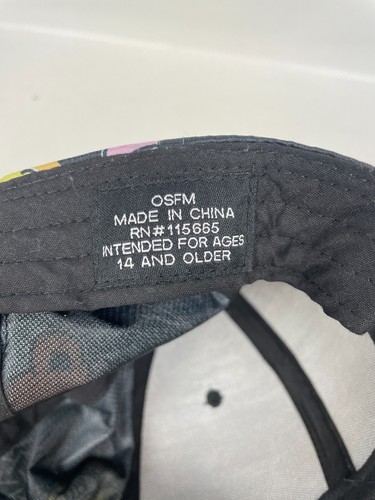 OSFM
MADE IN CHINA
RN#115665
INTENDED FOR AGES
14 AND OLDER